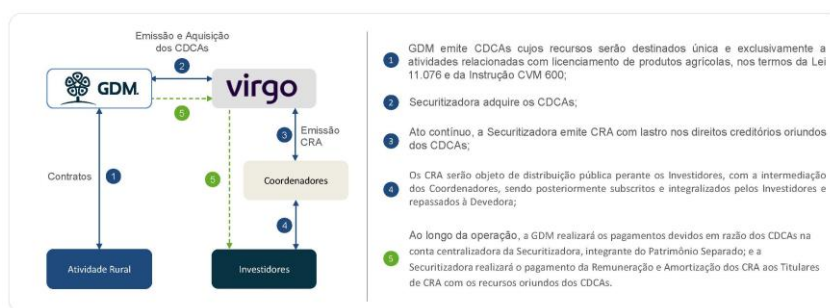 Emissão e Aquisição
dos CDCAs
2
GDM
virgo
5
3
Emissão
CRA
Contratos
1
5
Coordenadores
4
Atividade Rural
Investidores
1
GDM emite CDCAs cujos recursos serão destinados única e exclusivamente a
atividades relacionadas com licenciamento de produtos agrícolas, nos termos da Lei
11.076 e da Instrução CVM 600;
2
Securitizadora adquire os CDCAs;
3
Ato contínuo, a Securitizadora emite CRA com lastro nos direitos creditórios oriundos
dos CDCAs;
4
Os CRA serão objeto de distribuição pública perante os Investidores, com a intermediação
dos Coordenadores, sendo posteriormente subscritos e integralizados pelos Investidores e
repassados à Devedora;
5
Ao longo da operação, a GDM realizará os pagamentos devidos em razão dos CDCAs na
conta centralizadora da Securitizadora, integrante do Patrimônio Separado; e a
Securitizadora realizará o pagamento da Remuneração e Amortização dos CRA aos Titulares
de CRA com os recursos oriundos dos CDCAs.